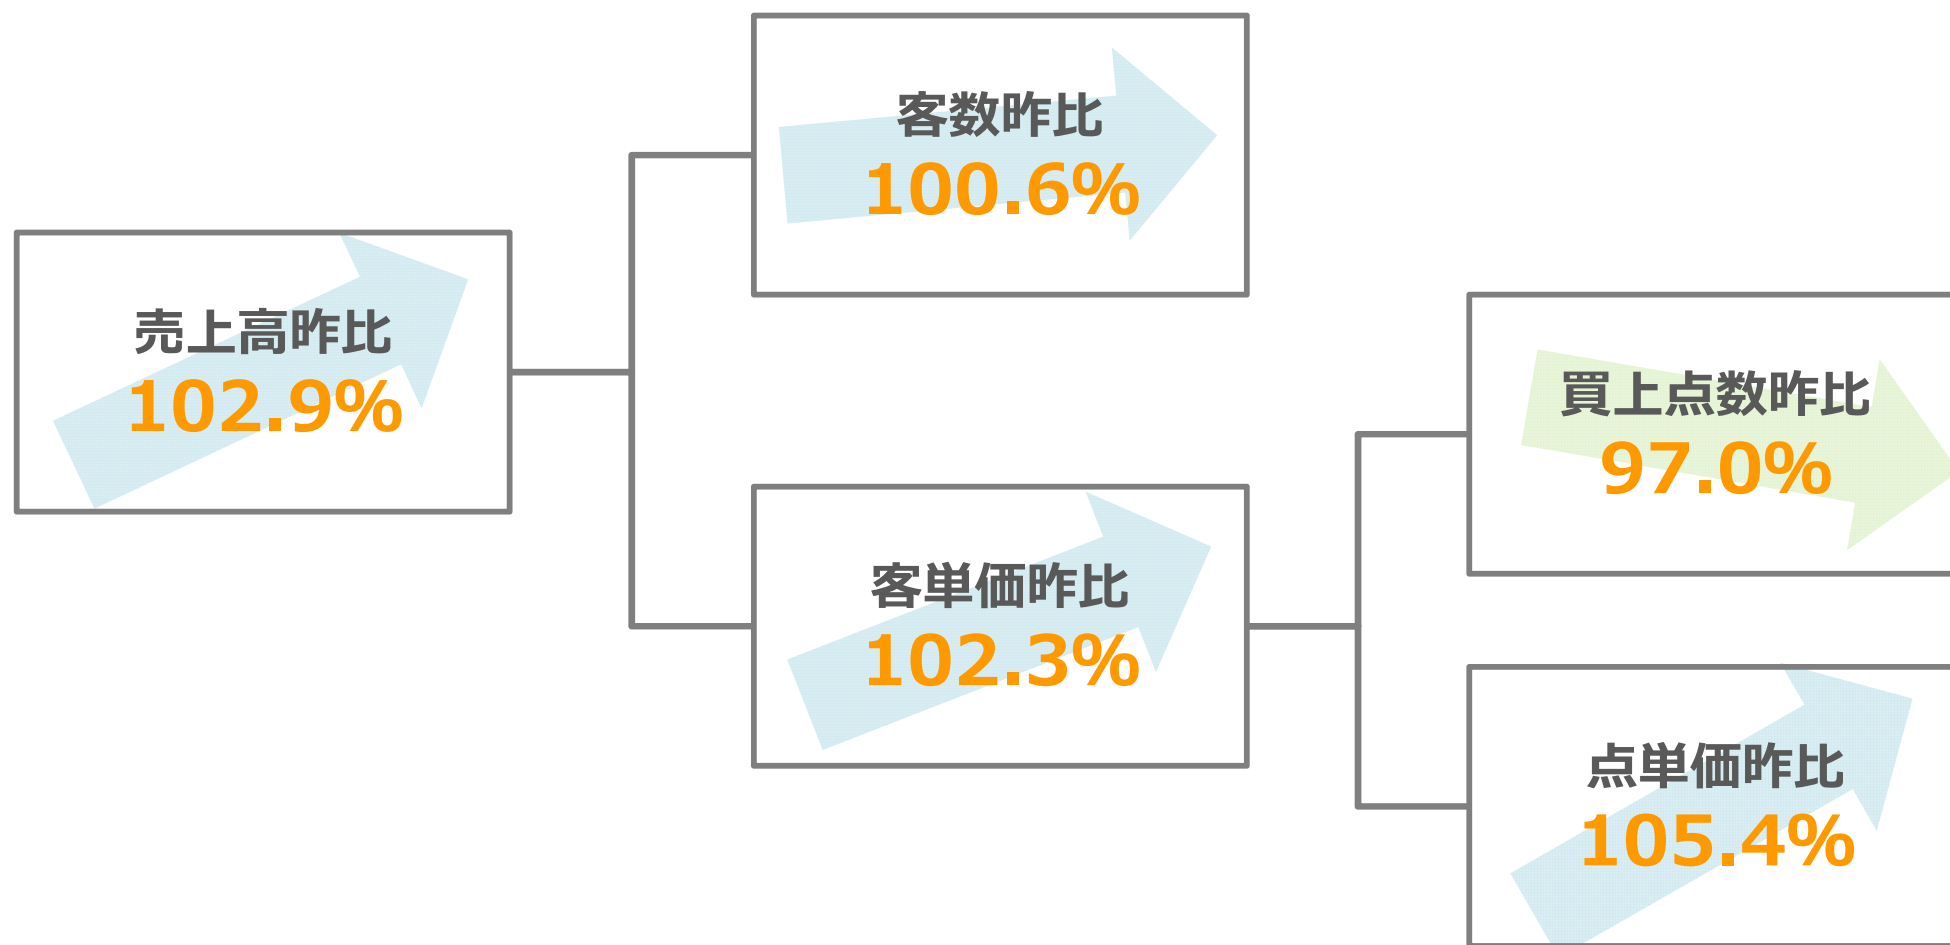 売上高昨比
102.9%
客数昨比
100.6%
客単価昨比
102.3%
買上点数昨比
97.0%
点単価昨比
105.4%